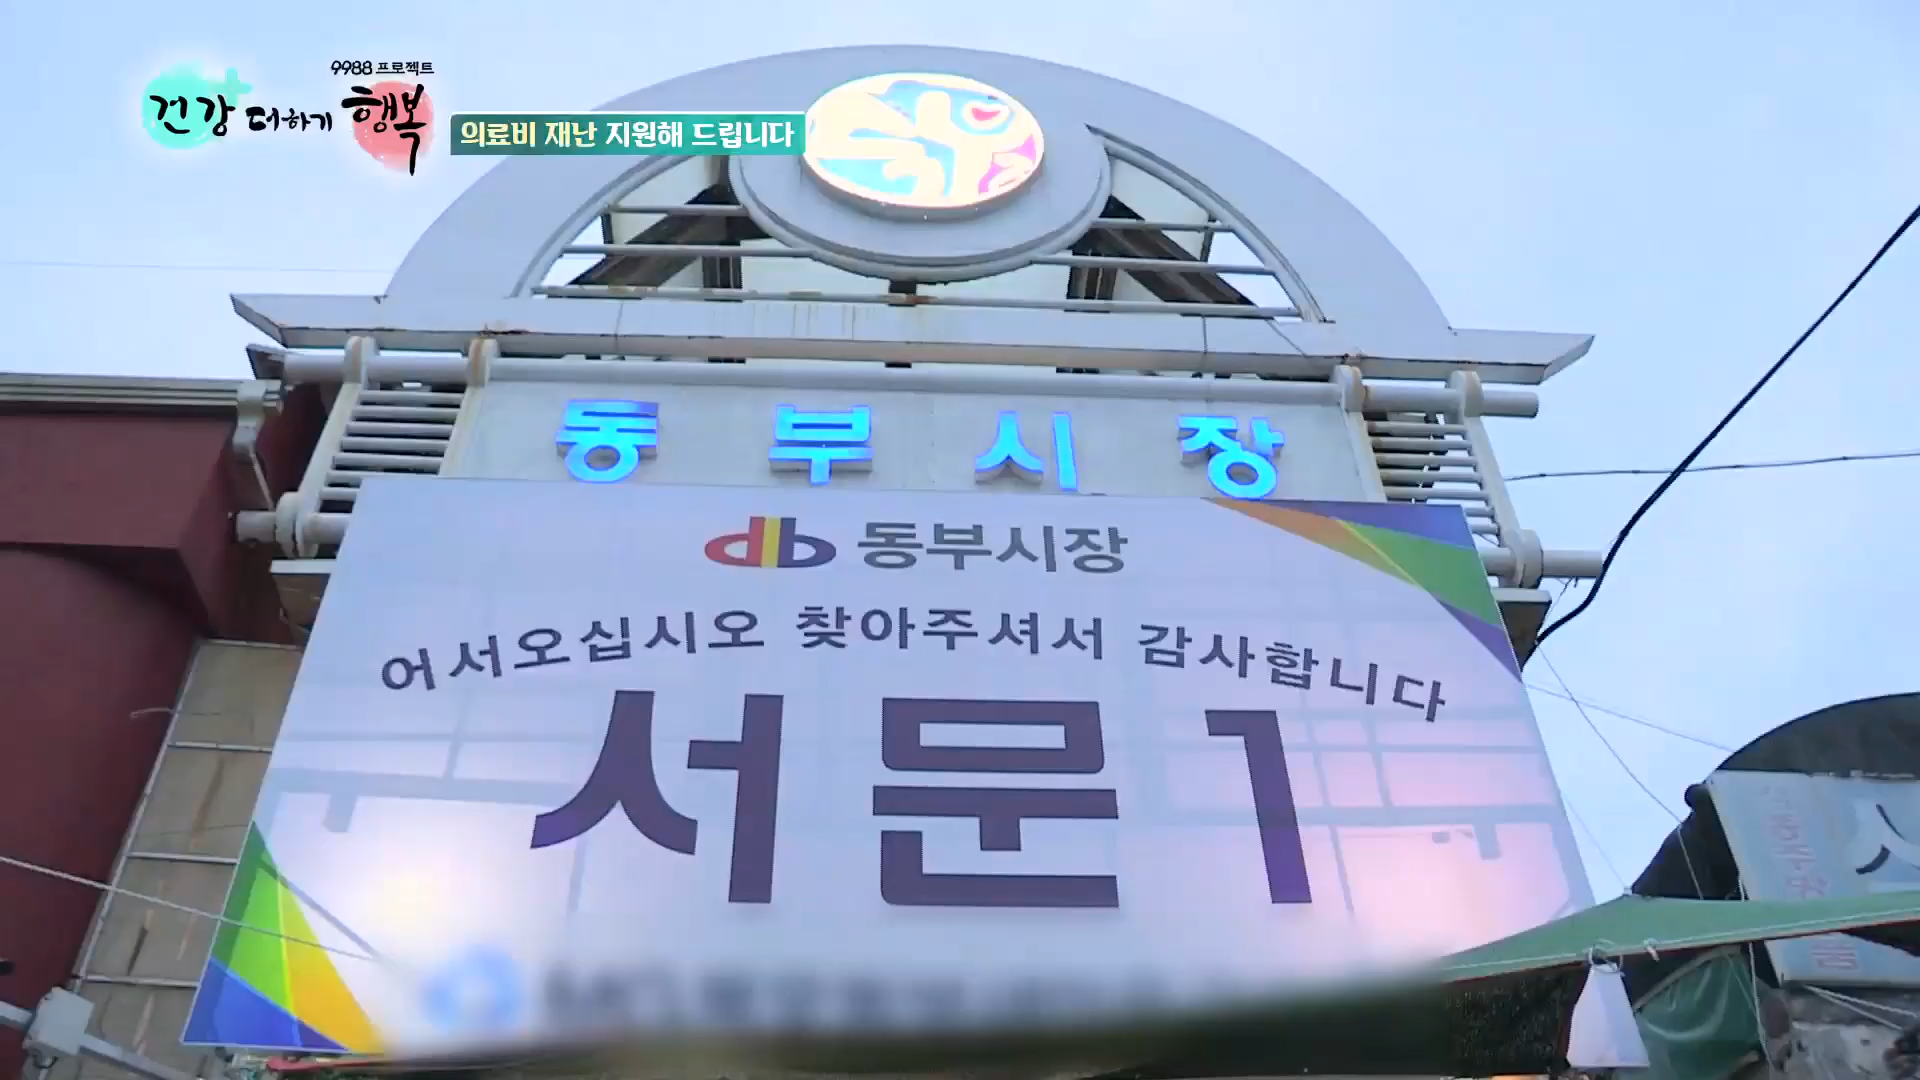 9988 프로젝트
건강 더하기 행복
의료비 재난 지원해 드립니다
동부시장
db 동부시장
어서오십시오 찾아주셔서 감사합니다
서문1